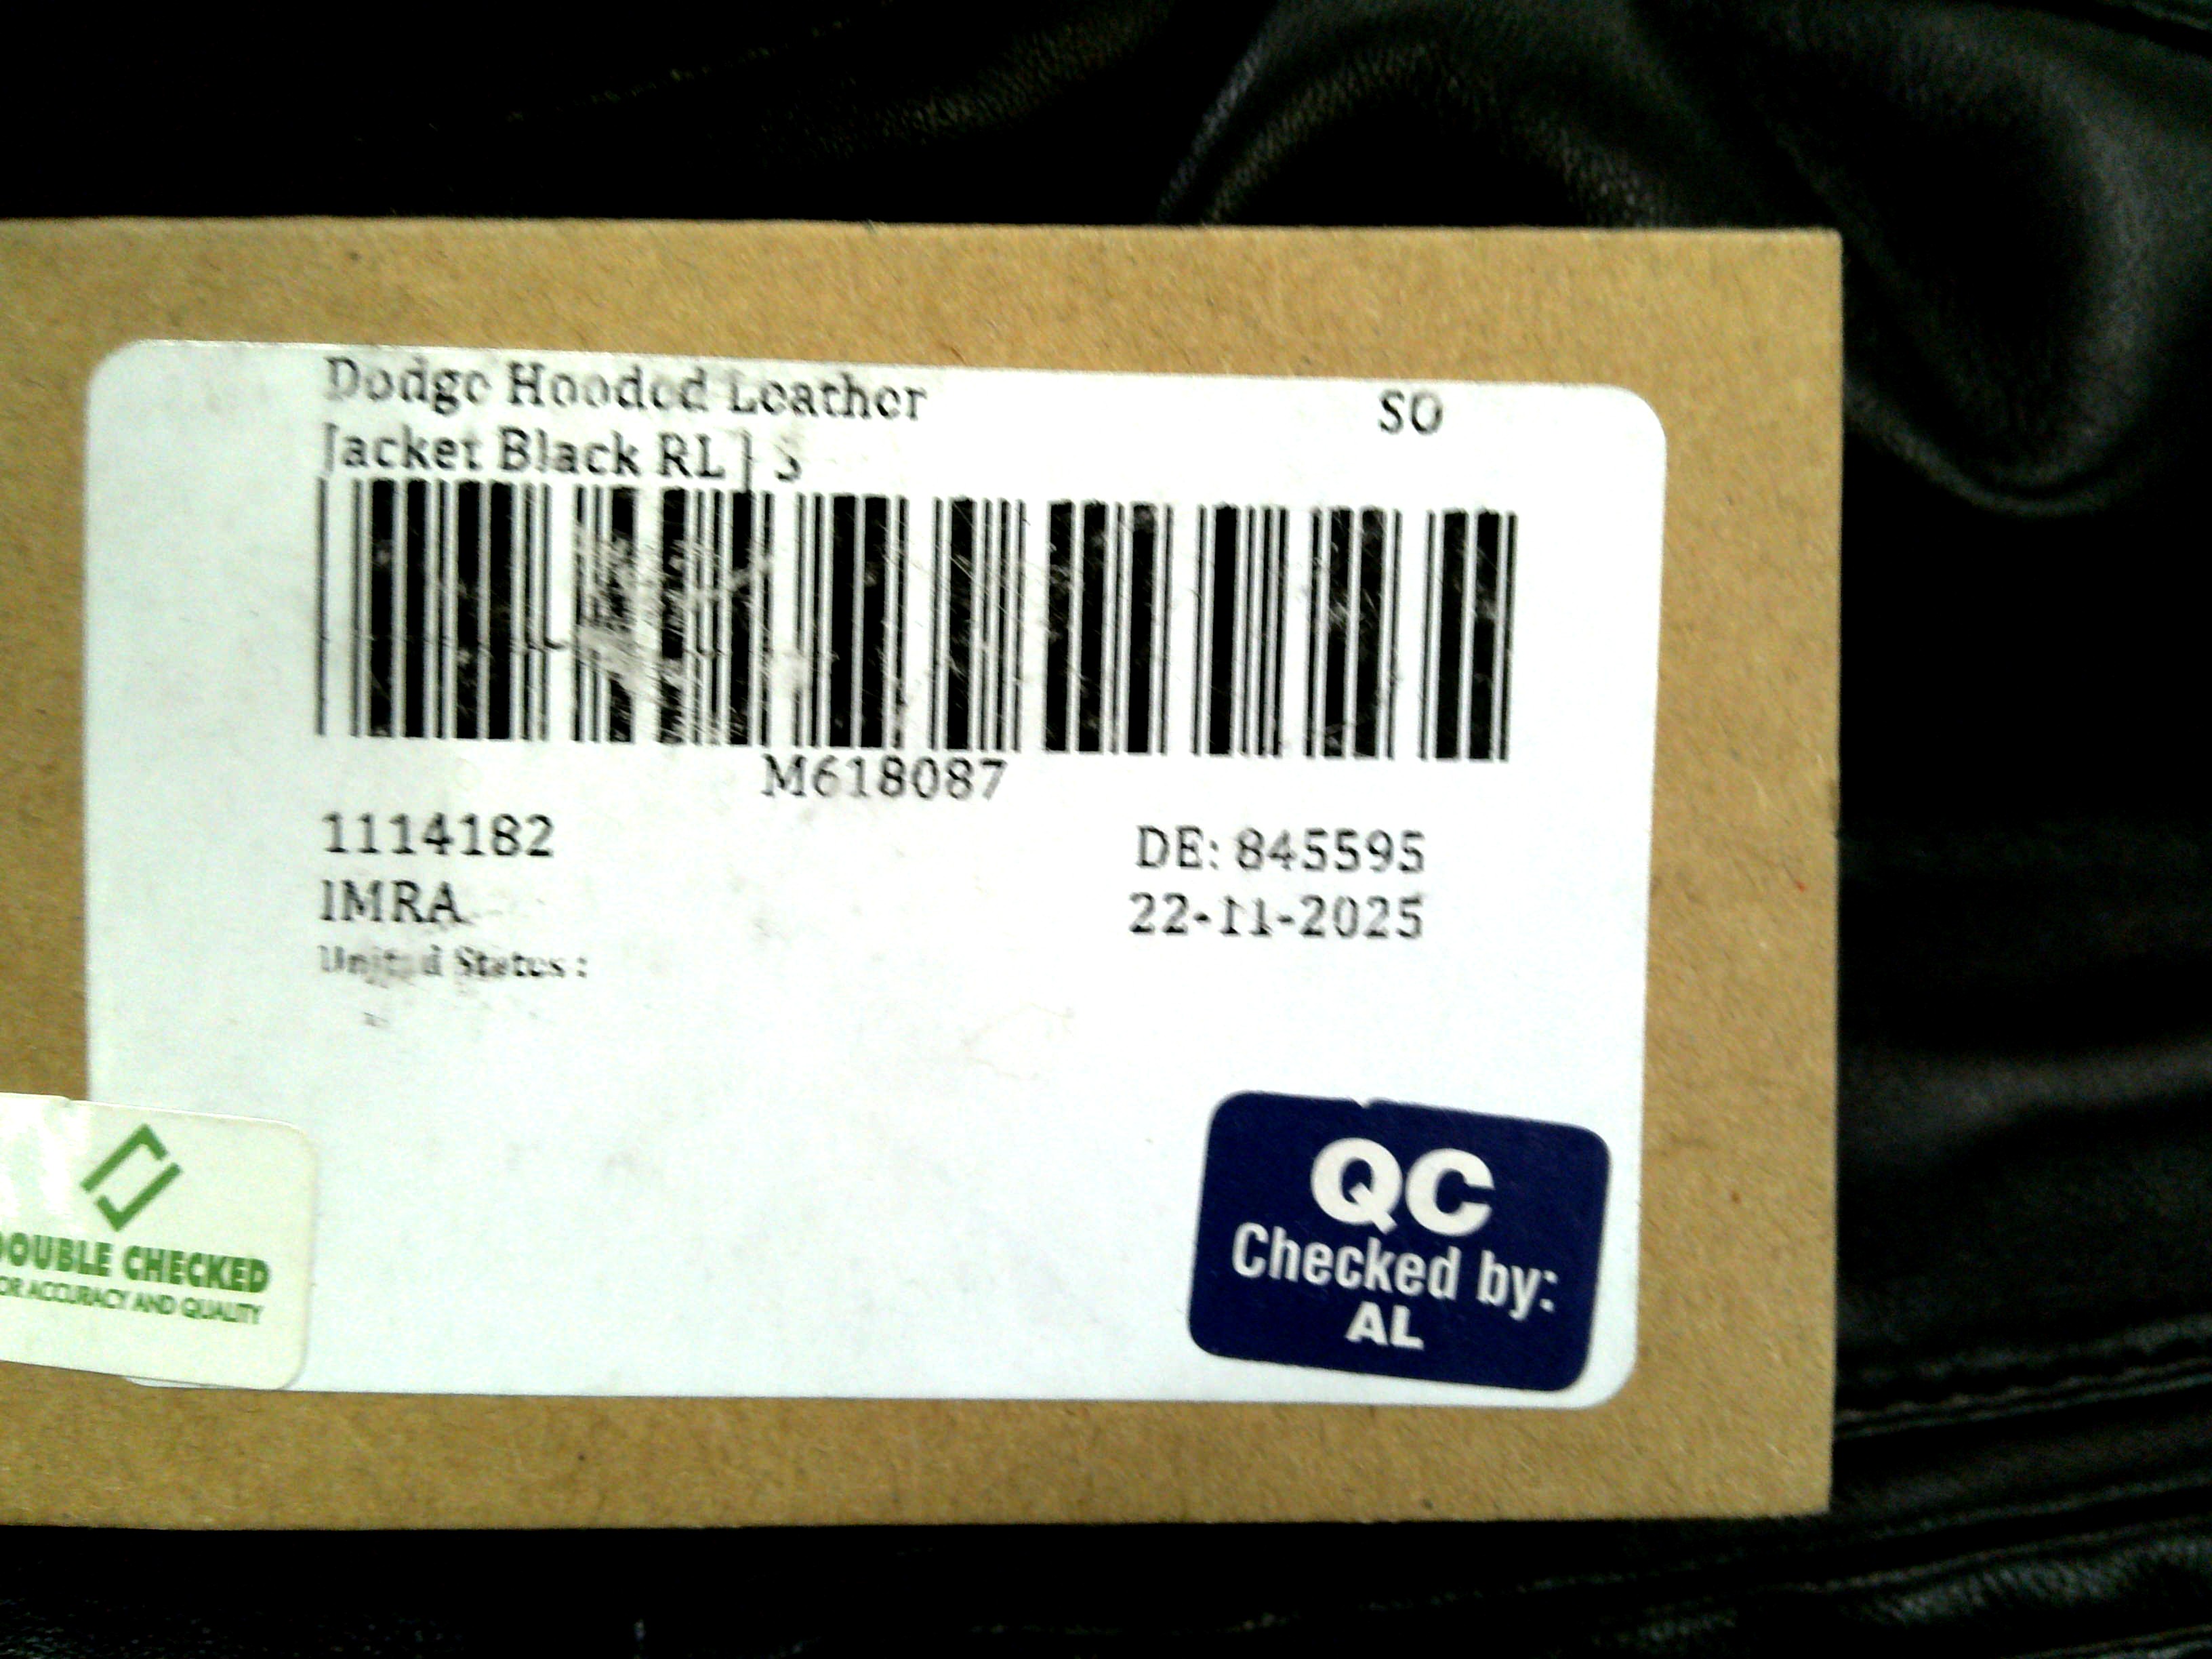 Dodge Hooded Leather
SO
Jacket Black RL | S
M618087
1114182
DE: 845595
IMRA
22-11-2025
United States :
QC
Checked by:
AL
DOUBLE CHECKED
FOR ACCURACY AND QUALITY